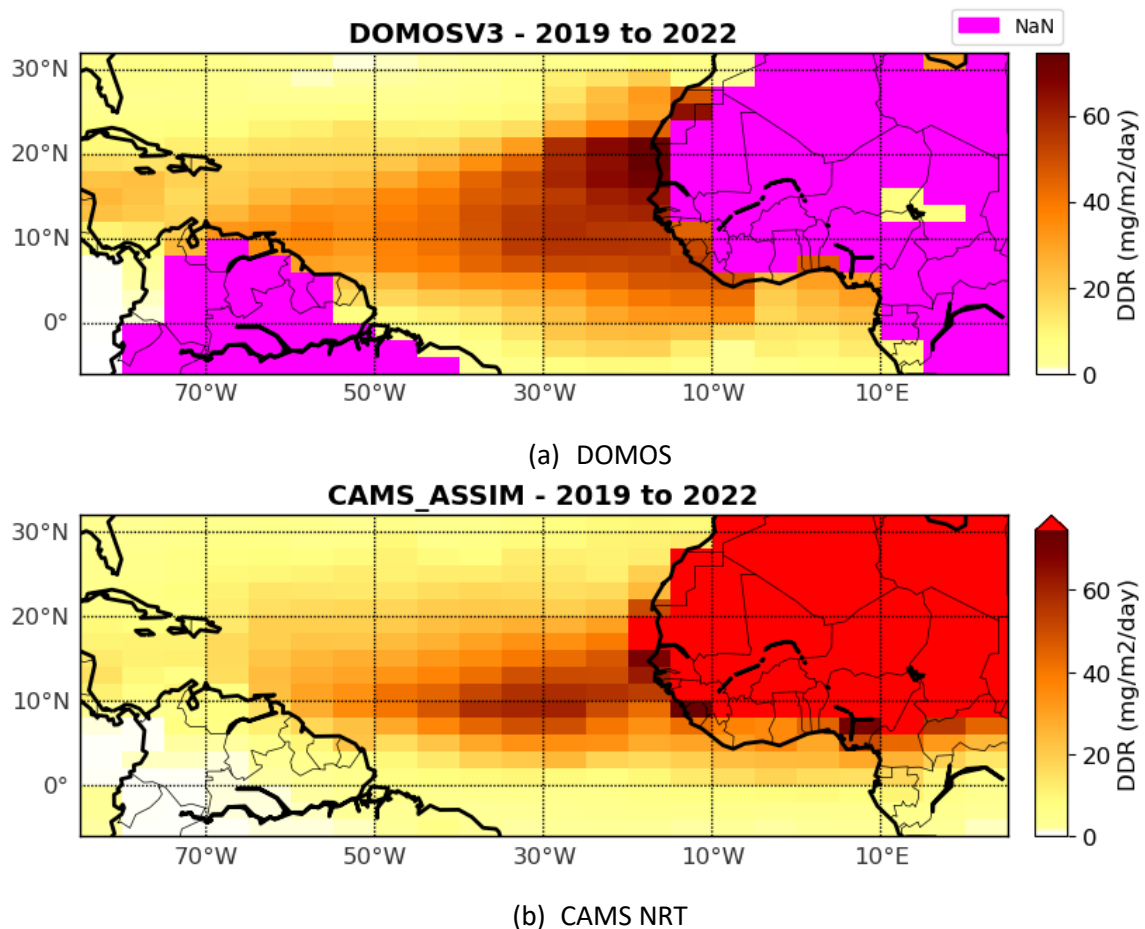 DOMOSV3 - 2019 to 2022
NaN
30°N
20°N
10°N
0°
70°W 50°W 30°W 10°W 10°E
60
40
20
0
DDR (mg/m2/day)
(a) DOMOS
CAMS_ASSIM - 2019 to 2022
30°N
20°N
10°N
0°
70°W 50°W 30°W 10°W 10°E
60
40
20
0
DDR (mg/m2/day)
(b) CAMS NRT